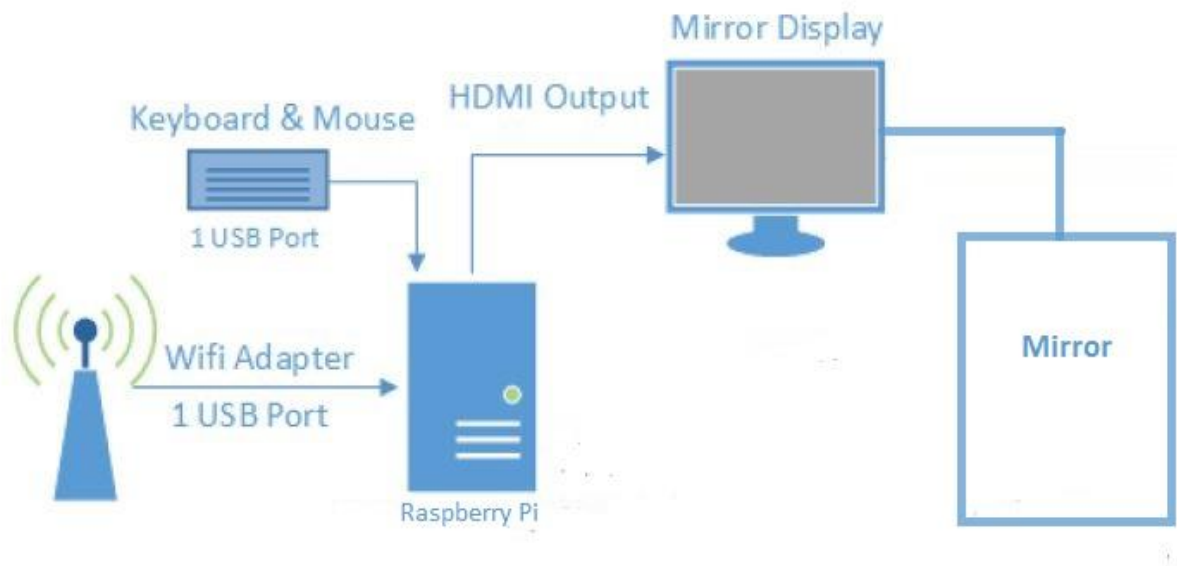 Mirror Display
HDMI Output
Keyboard & Mouse
1 USB Port
Wifi Adapter
1 USB Port
Mirror
Raspberry Pi